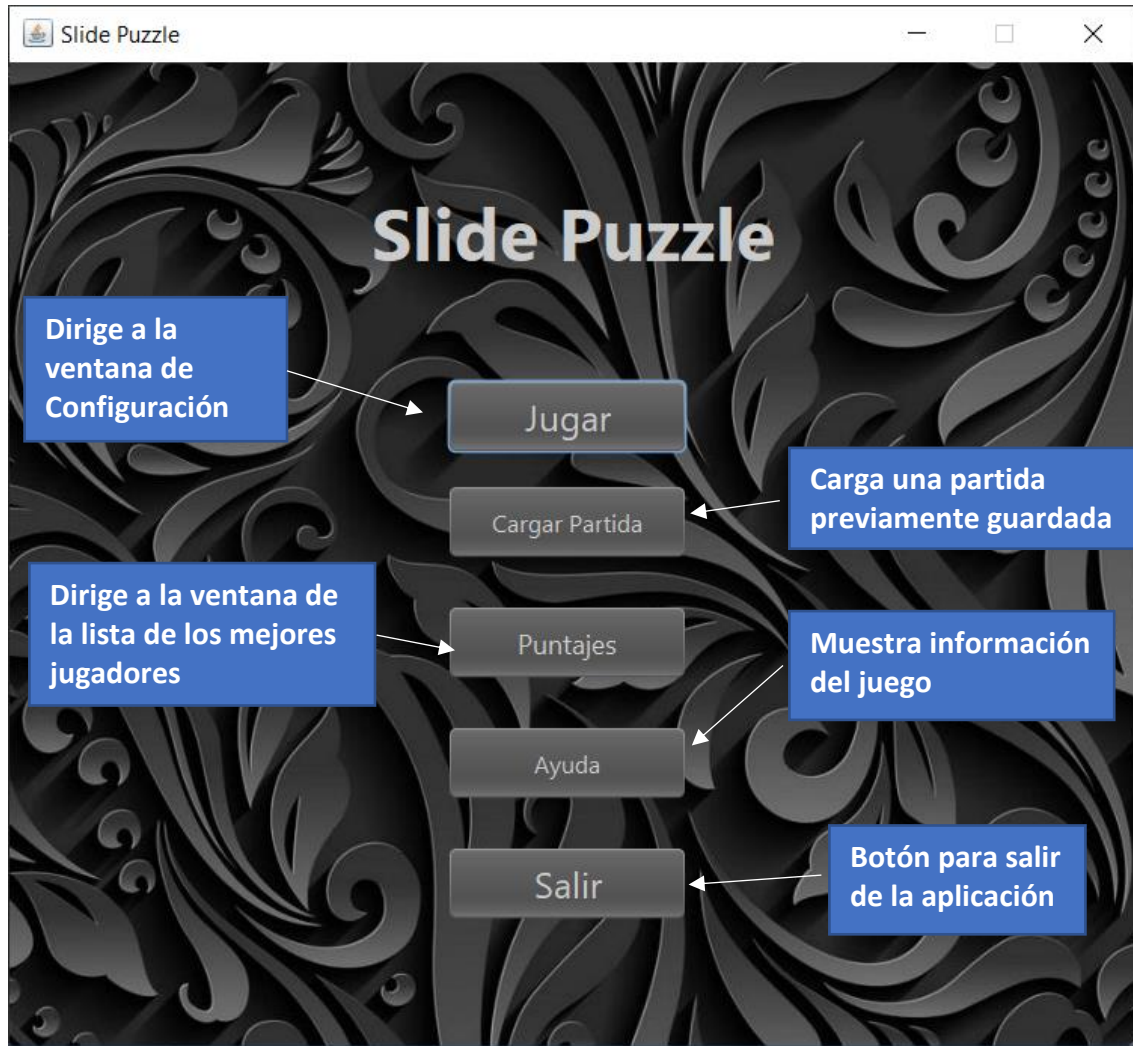 Slide Puzzle
Slide Puzzle
Dirige a la
ventana de
Configuración
Jugar
Carga una partida
previamente guardada
Cargar Partida
Dirige a la ventana de
la lista de los mejores
jugadores
Puntajes
Muestra información
del juego
Ayuda
Botón para salir
de la aplicación
Salir